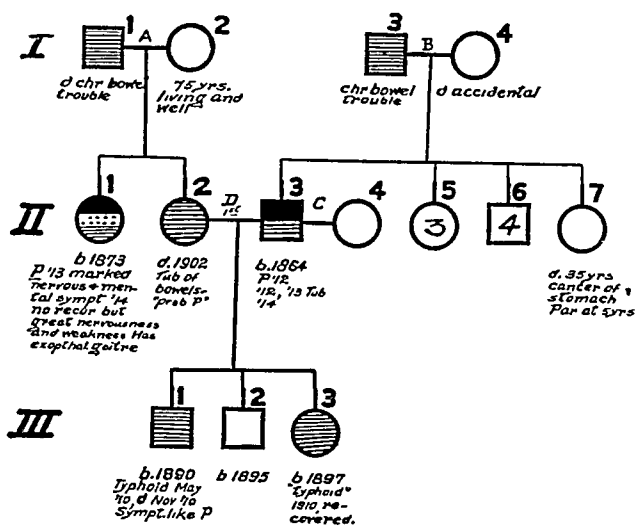 I
1
A
2
3
B
4
d chr bowel
trouble
75 yrs.
living and
well
chr bowel
trouble
d accidental
II
1
2
D
1st
3
C
4
5
3
6
4
7
b 1873
P '13 marked
nervous + men-
tal sympt '14
no recur but
great nervousness
and weakness Has
exopthal goitre
d. 1902
Tub of
bowels-
"prob P"
b. 1864
P '12
'12, '13 Tub
'14
d. 35 yrs
cancer of
stomach
Par at 5 yrs
III
1
2
3
b. 1890
Typhoid May
'10, d Nov '10
Sympt. like P
b 1895
b 1897
"Typhoid"
1910, re-
covered.